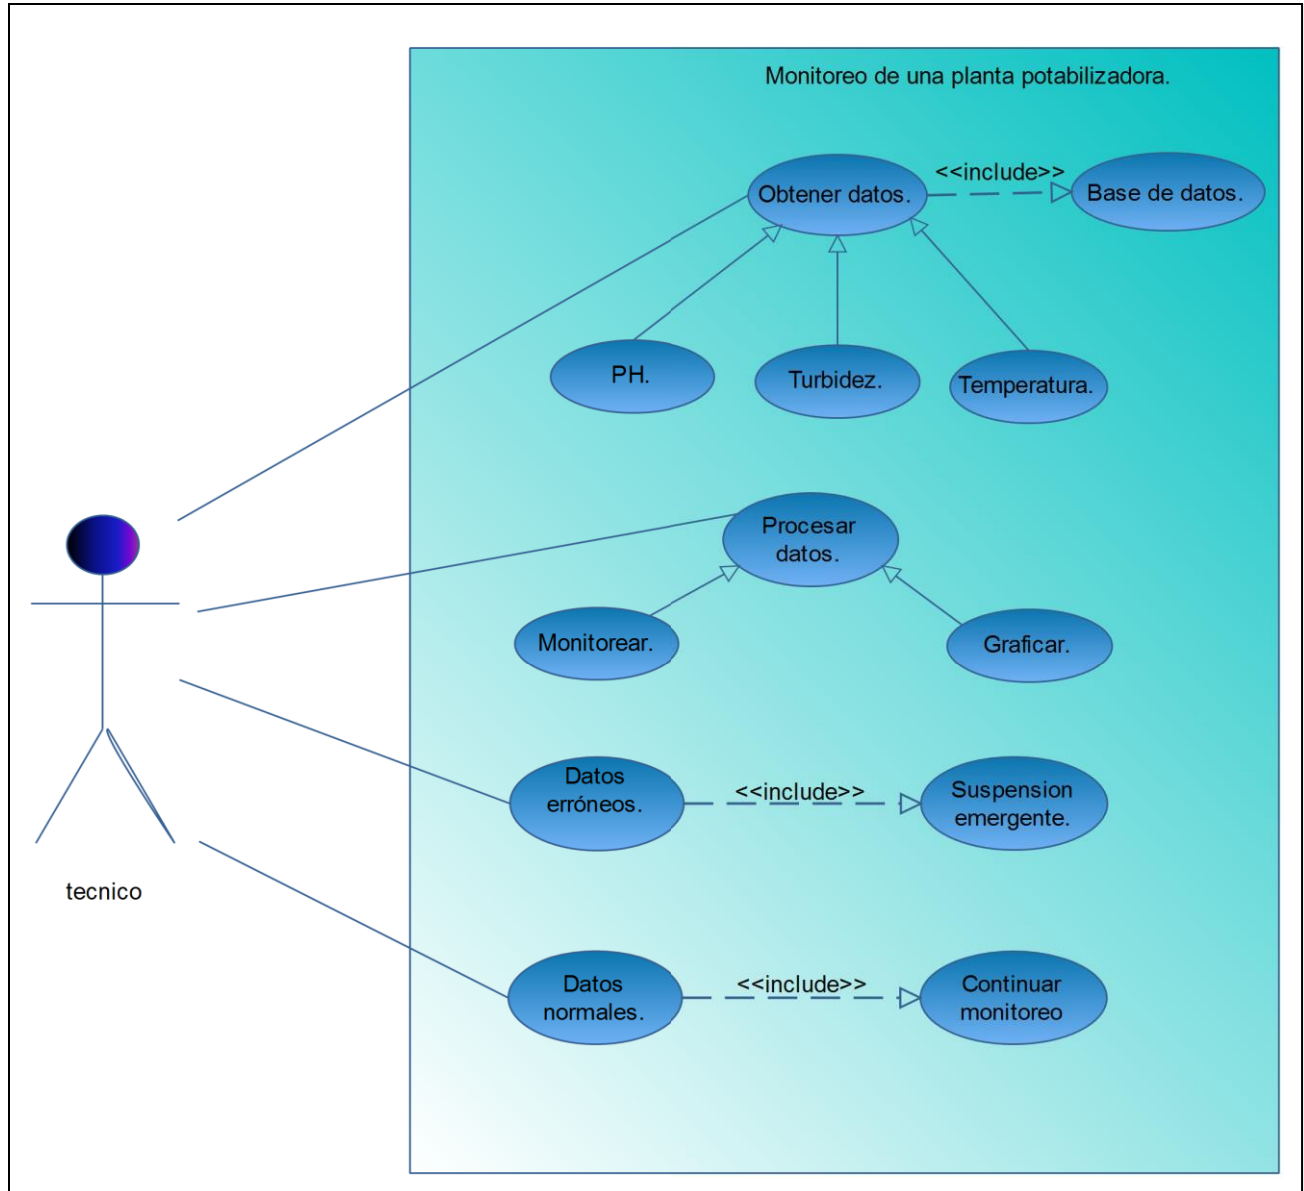 Monitoreo de una planta potabilizadora.
Obtener datos.
<<include>>
Base de datos.
PH.
Turbidez.
Temperatura.
Procesar
datos.
Monitorear.
Graficar.
Datos
erróneos.
<<include>>
Suspension
emergente.
tecnico
Datos
normales.
<<include>>
Continuar
monitoreo